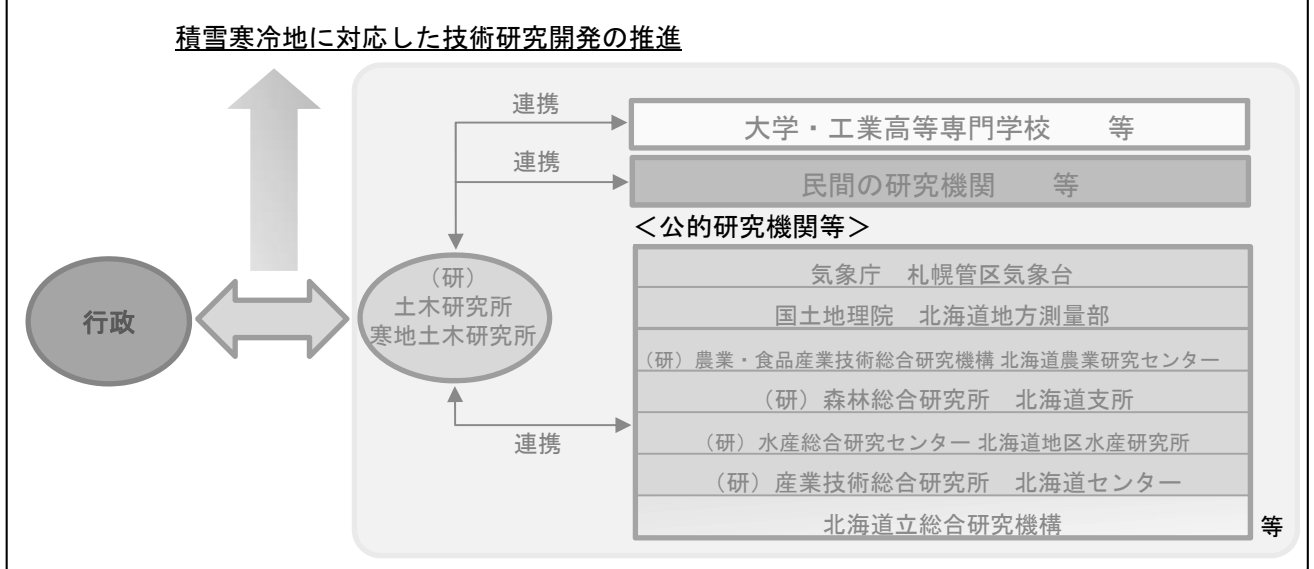 積雪寒冷地に対応した技術研究開発の推進
連携
大学・工業高等専門学校　　等
連携
民間の研究機関　　等
＜公的研究機関等＞
行政
（研）
土木研究所
寒地土木研究所
気象庁　札幌管区気象台
国土地理院　北海道地方測量部
（研）農業・食品産業技術総合研究機構 北海道農業研究センター
（研）森林総合研究所　北海道支所
連携
（研）水産総合研究センター 北海道地区水産研究所
（研）産業技術総合研究所　北海道センター
北海道立総合研究機構
等